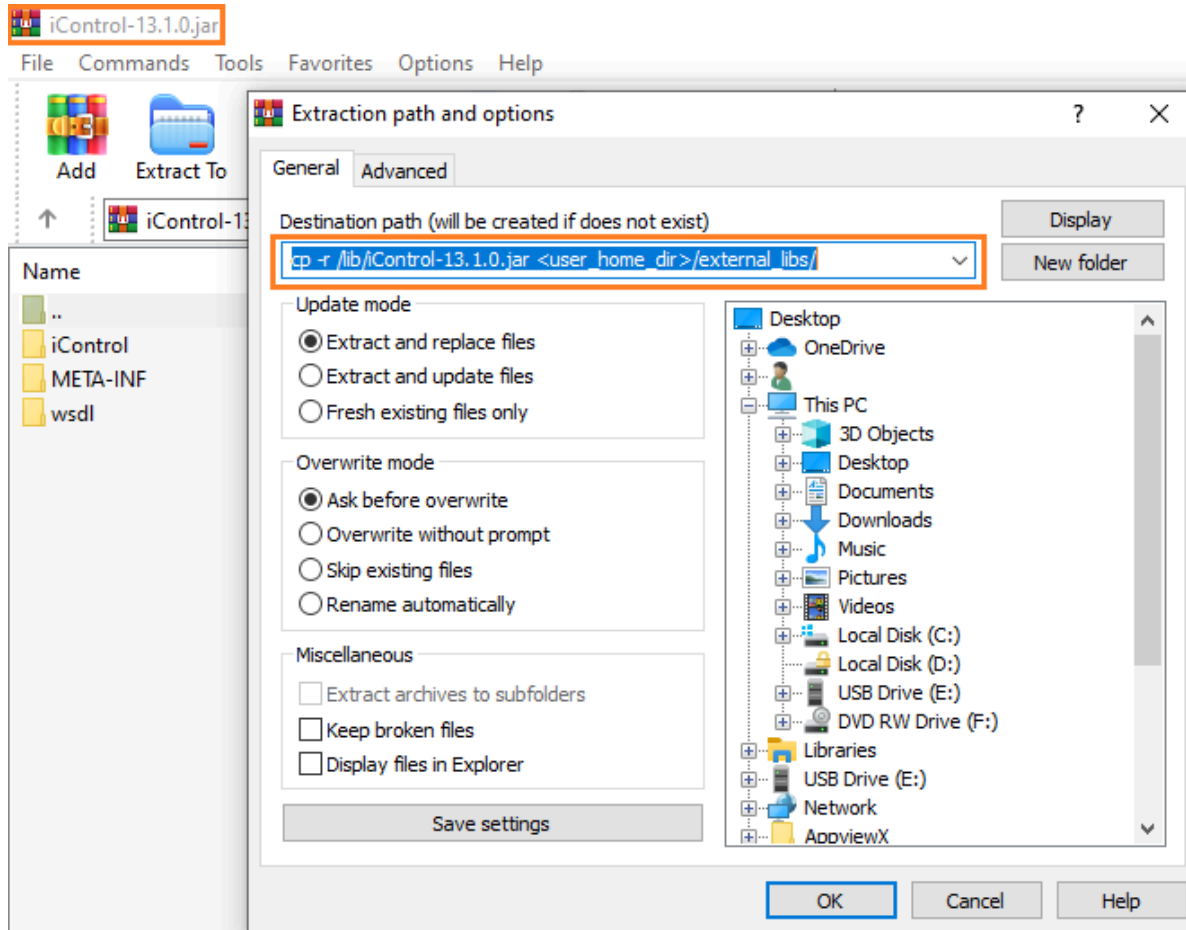 iControl-13.1.0.jar
File Commands Tools Favorites Options Help
Add Extract To
iControl-13
Name
..
iControl
META-INF
wsdl
Extraction path and options
?
General Advanced
Destination path (will be created if does not exist)
Display
cp -r /lib/iControl-13.1.0.jar <user_home_dir>/external_libs/
New folder
Update mode
Extract and replace files
Extract and update files
Fresh existing files only
Overwrite mode
Ask before overwrite
Overwrite without prompt
Skip existing files
Rename automatically
Miscellaneous
Extract archives to subfolders
Keep broken files
Display files in Explorer
Save settings
Desktop
OneDrive
This PC
3D Objects
Desktop
Documents
Downloads
Music
Pictures
Videos
Local Disk (C:)
Local Disk (D:)
USB Drive (E:)
DVD RW Drive (F:)
Libraries
USB Drive (E:)
Network
AppviewX
OK Cancel Help